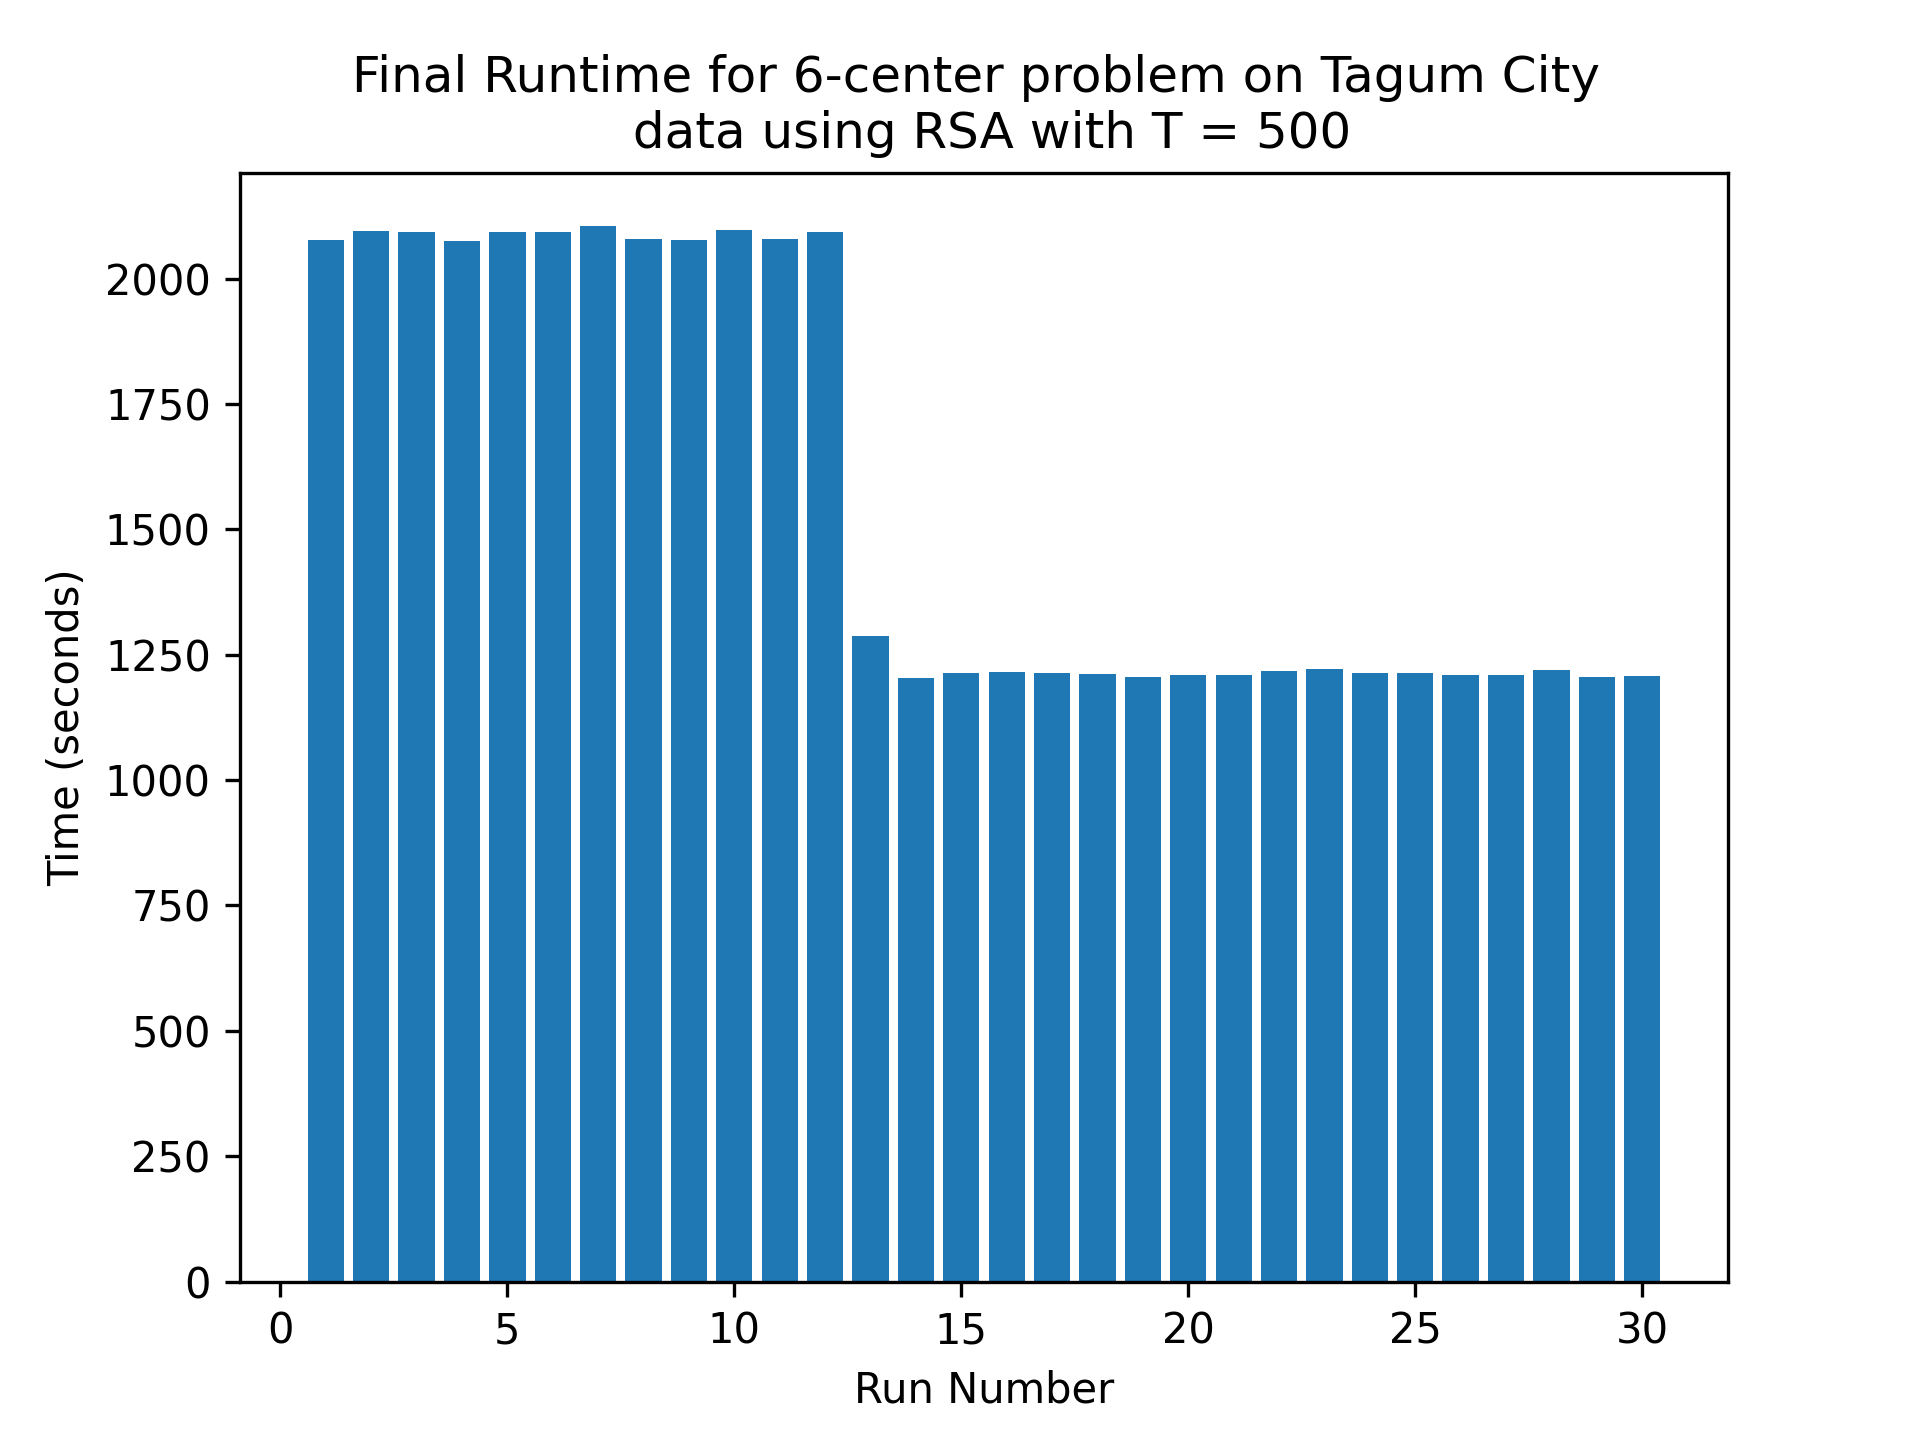 Final Runtime for 6-center problem on Tagum City
data using RSA with T = 500
2000
1750
1500
1250
1000
750
500
250
0
Time (seconds)
0 5 10 15 20 25 30
Run Number